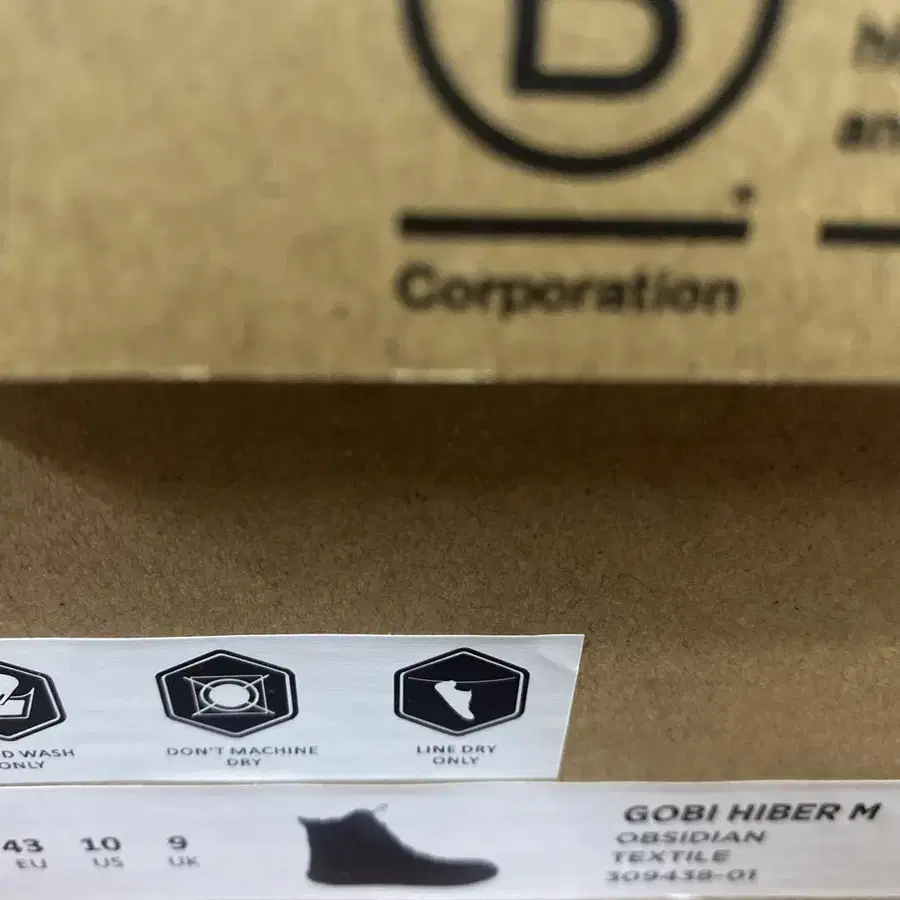 B
Corporation
D WASH
ONLY
DON'T MACHINE
DRY
LINE DRY
ONLY
43 10 9
EU US UK
GOBI HIBER M
OBSIDIAN
TEXTILE
309438-01